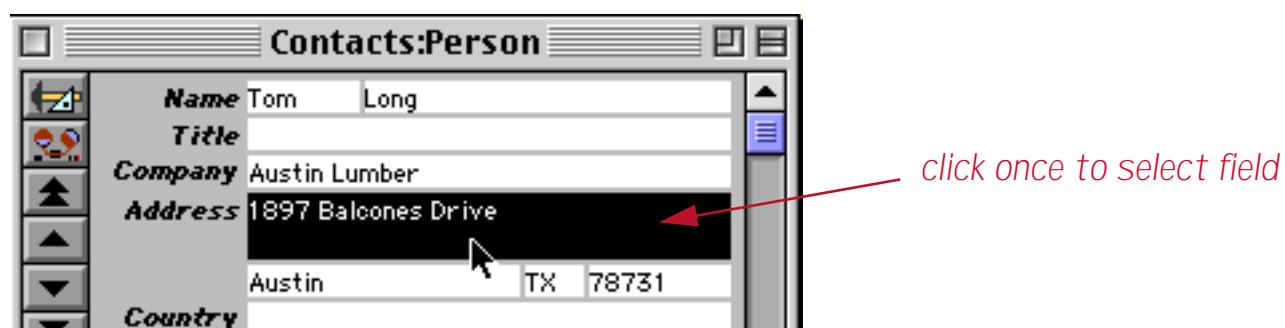 Contacts:Person
Name Tom Long
Title
Company Austin Lumber
click once to select field
Address 1897 Balcones Drive
Austin TX 78731
Country